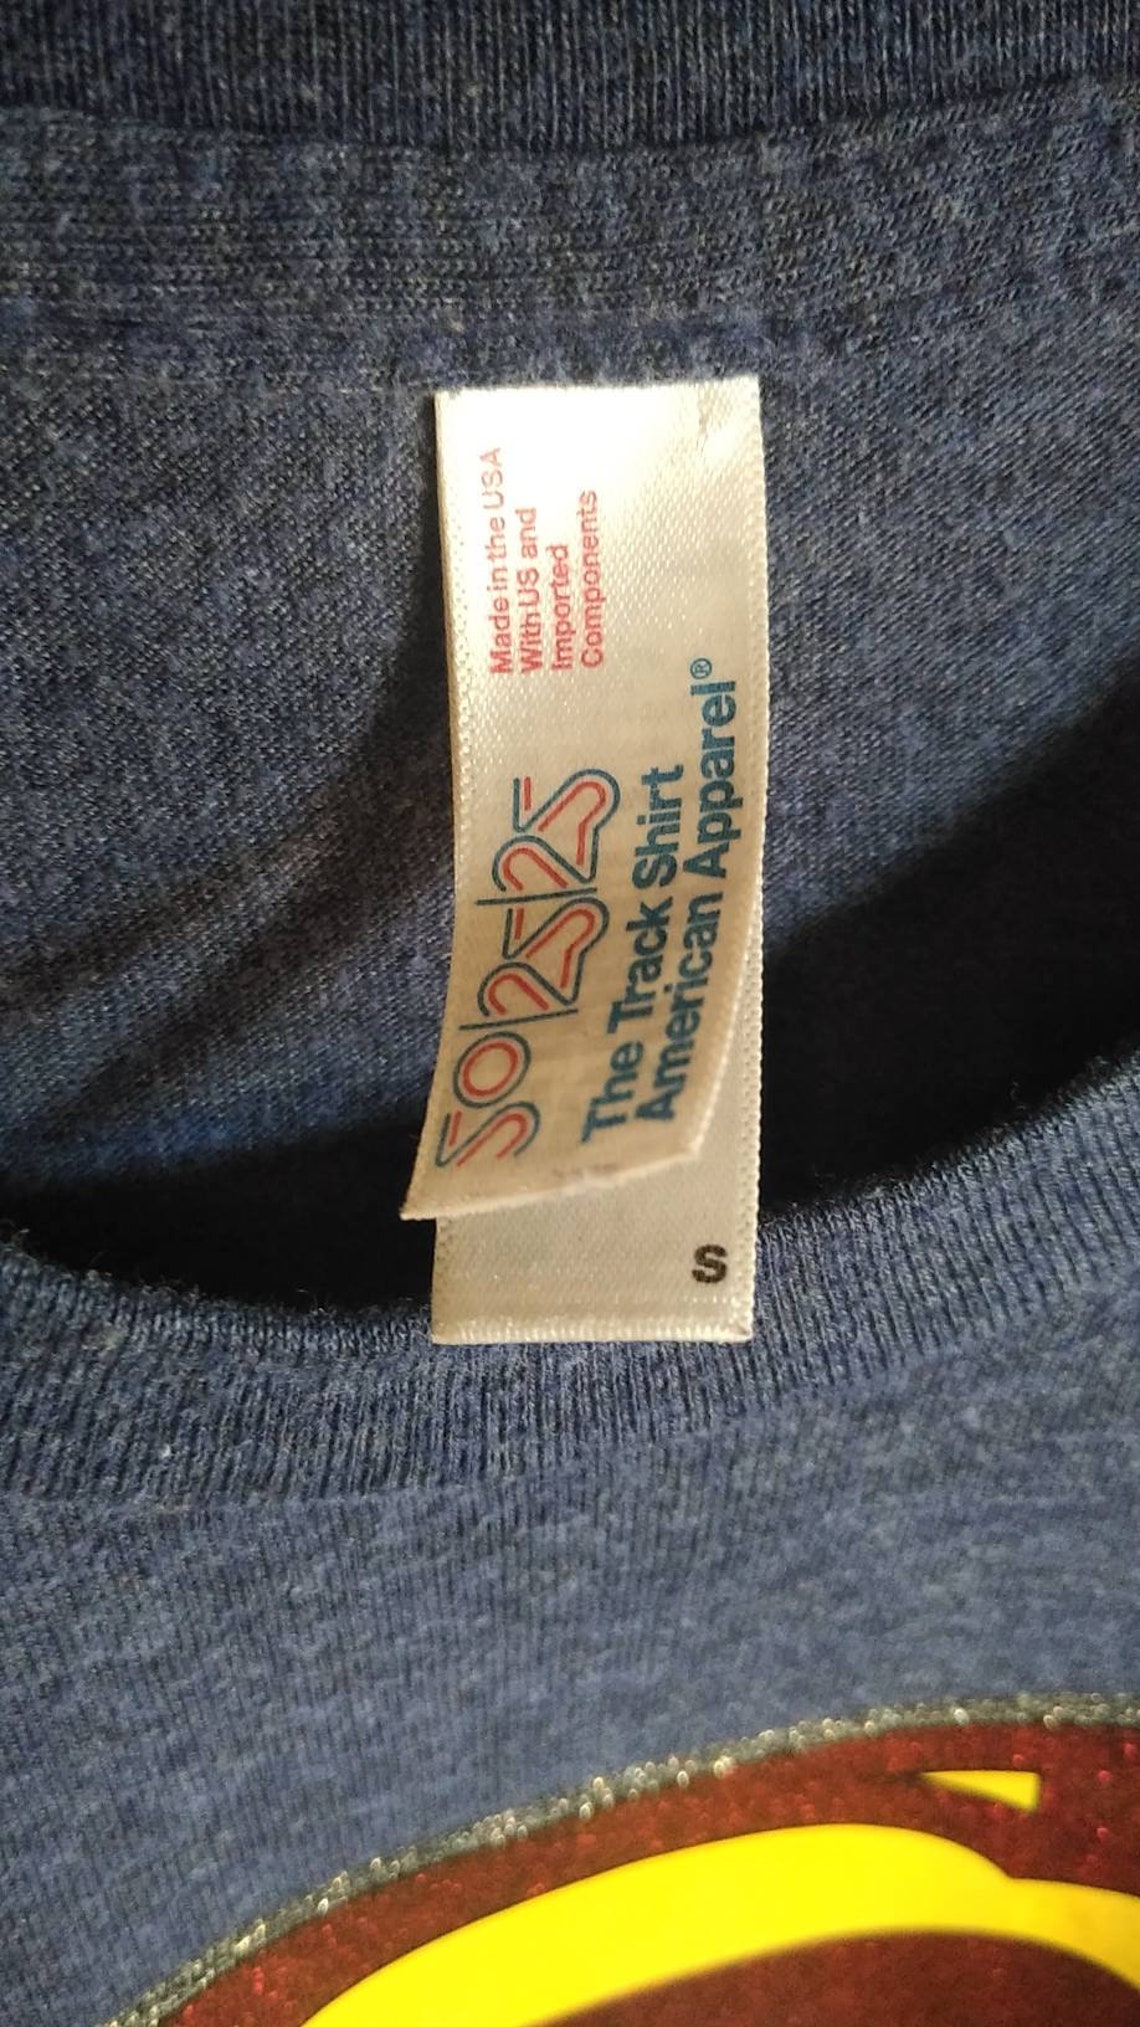 Made in the USA
With US and
Imported
Components
50|25|25
The Track Shirt
American Apparel®
S